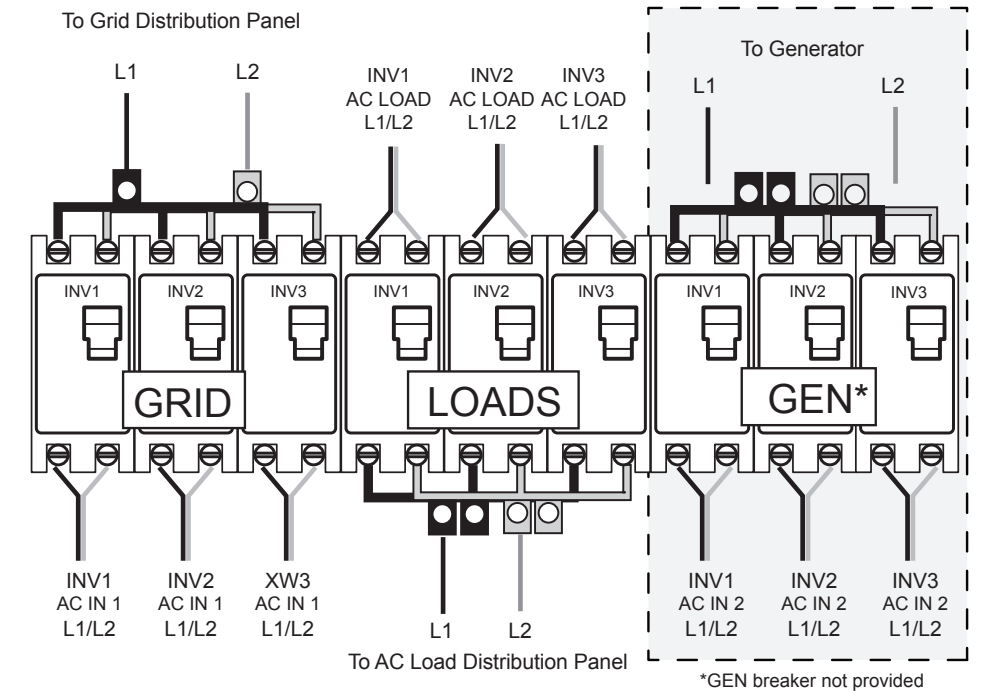 To Grid Distribution Panel
L1
L2
INV1
AC LOAD
L1/L2
INV2
AC LOAD
L1/L2
INV3
AC LOAD
L1/L2
To Generator
L1
L2
INV1
INV2
INV3
INV1
INV2
INV3
INV1
INV2
INV3
GRID
LOADS
GEN*
INV1
AC IN 1
L1/L2
INV2
AC IN 1
L1/L2
XW3
AC IN 1
L1/L2
L1
L2
To AC Load Distribution Panel
INV1
AC IN 2
L1/L2
INV2
AC IN 2
L1/L2
INV3
AC IN 2
L1/L2
*GEN breaker not provided